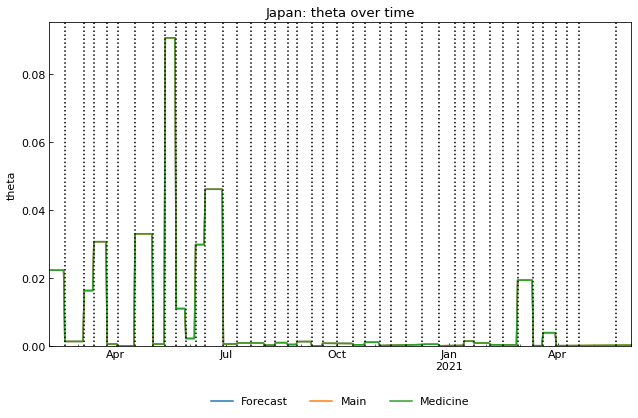 Japan: theta over time
theta
0.08
0.06
0.04
0.02
0.00
Apr Jul Oct Jan Apr
2021
Forecast Main Medicine